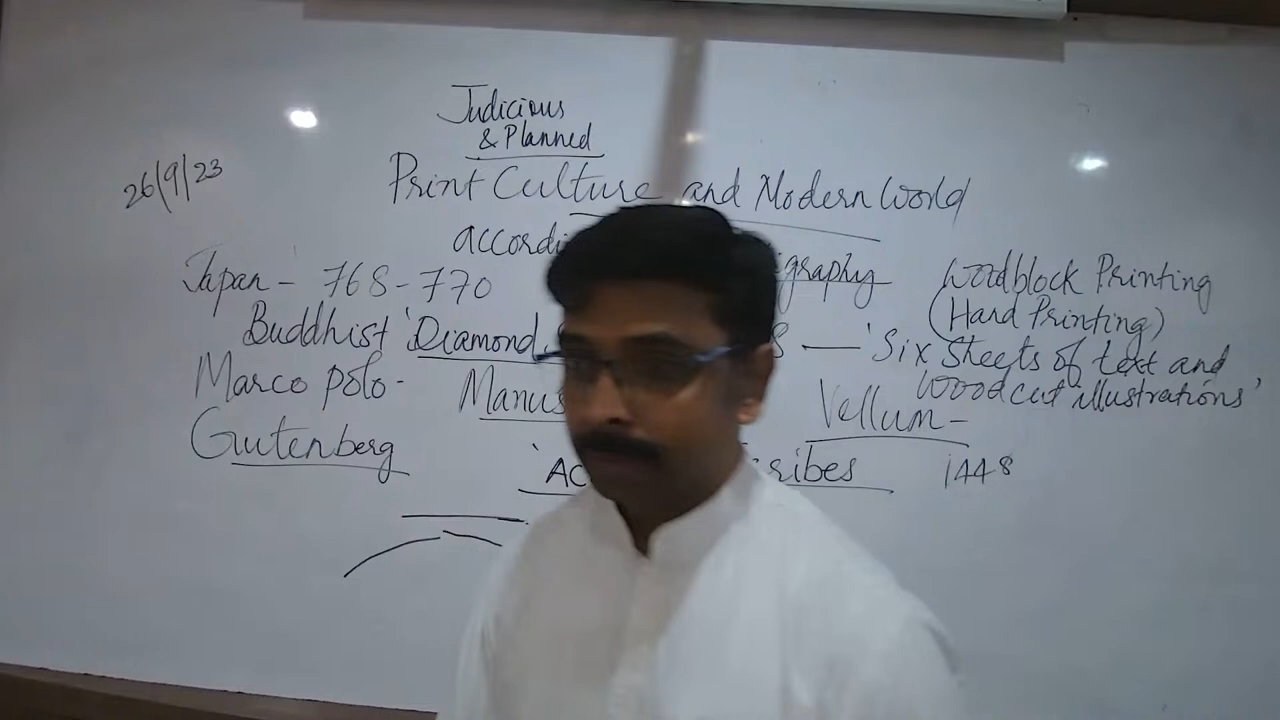 Judicious
& Planned
26/9/23
Print Culture and Modern World
Japan - 768-770
Woodblock Printing
(Hand Printing)
Buddhist 'Diamond
— 'Six Sheets of text and
Woodcut illustrations'
Marco polo -
Vellum -
Gutenberg
1448